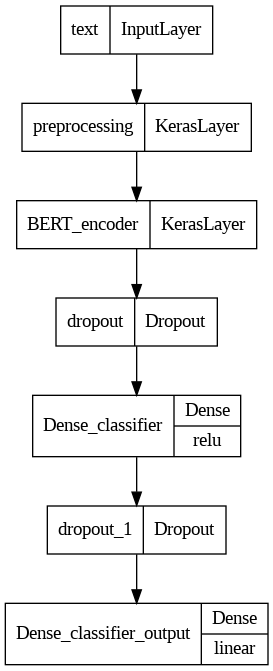 text InputLayer
preprocessing KerasLayer
BERT_encoder KerasLayer
dropout Dropout
Dense_classifier Dense
relu
dropout_1 Dropout
Dense_classifier_output Dense
linear